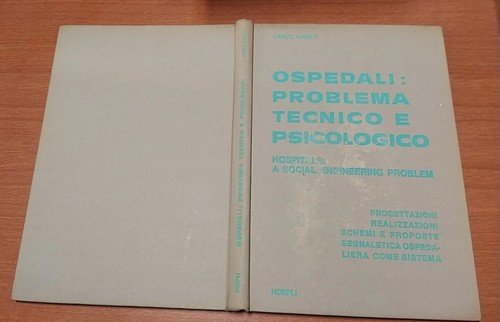 CARLO CASATI
OSPEDALI:
PROBLEMA
TECNICO E
PSICOLOGICO
HOSPITALS:
A SOCIAL ENGINEERING PROBLEM
PROGETTAZIONI
REALIZZAZIONI
SCHEMI E PROPOSTE
SEGNALETICA OSPEDA-
LIERA COME SISTEMA
HOEPLI
OSPEDALI: PROBLEMA TECNICO E PSICOLOGICO
HOEPLI